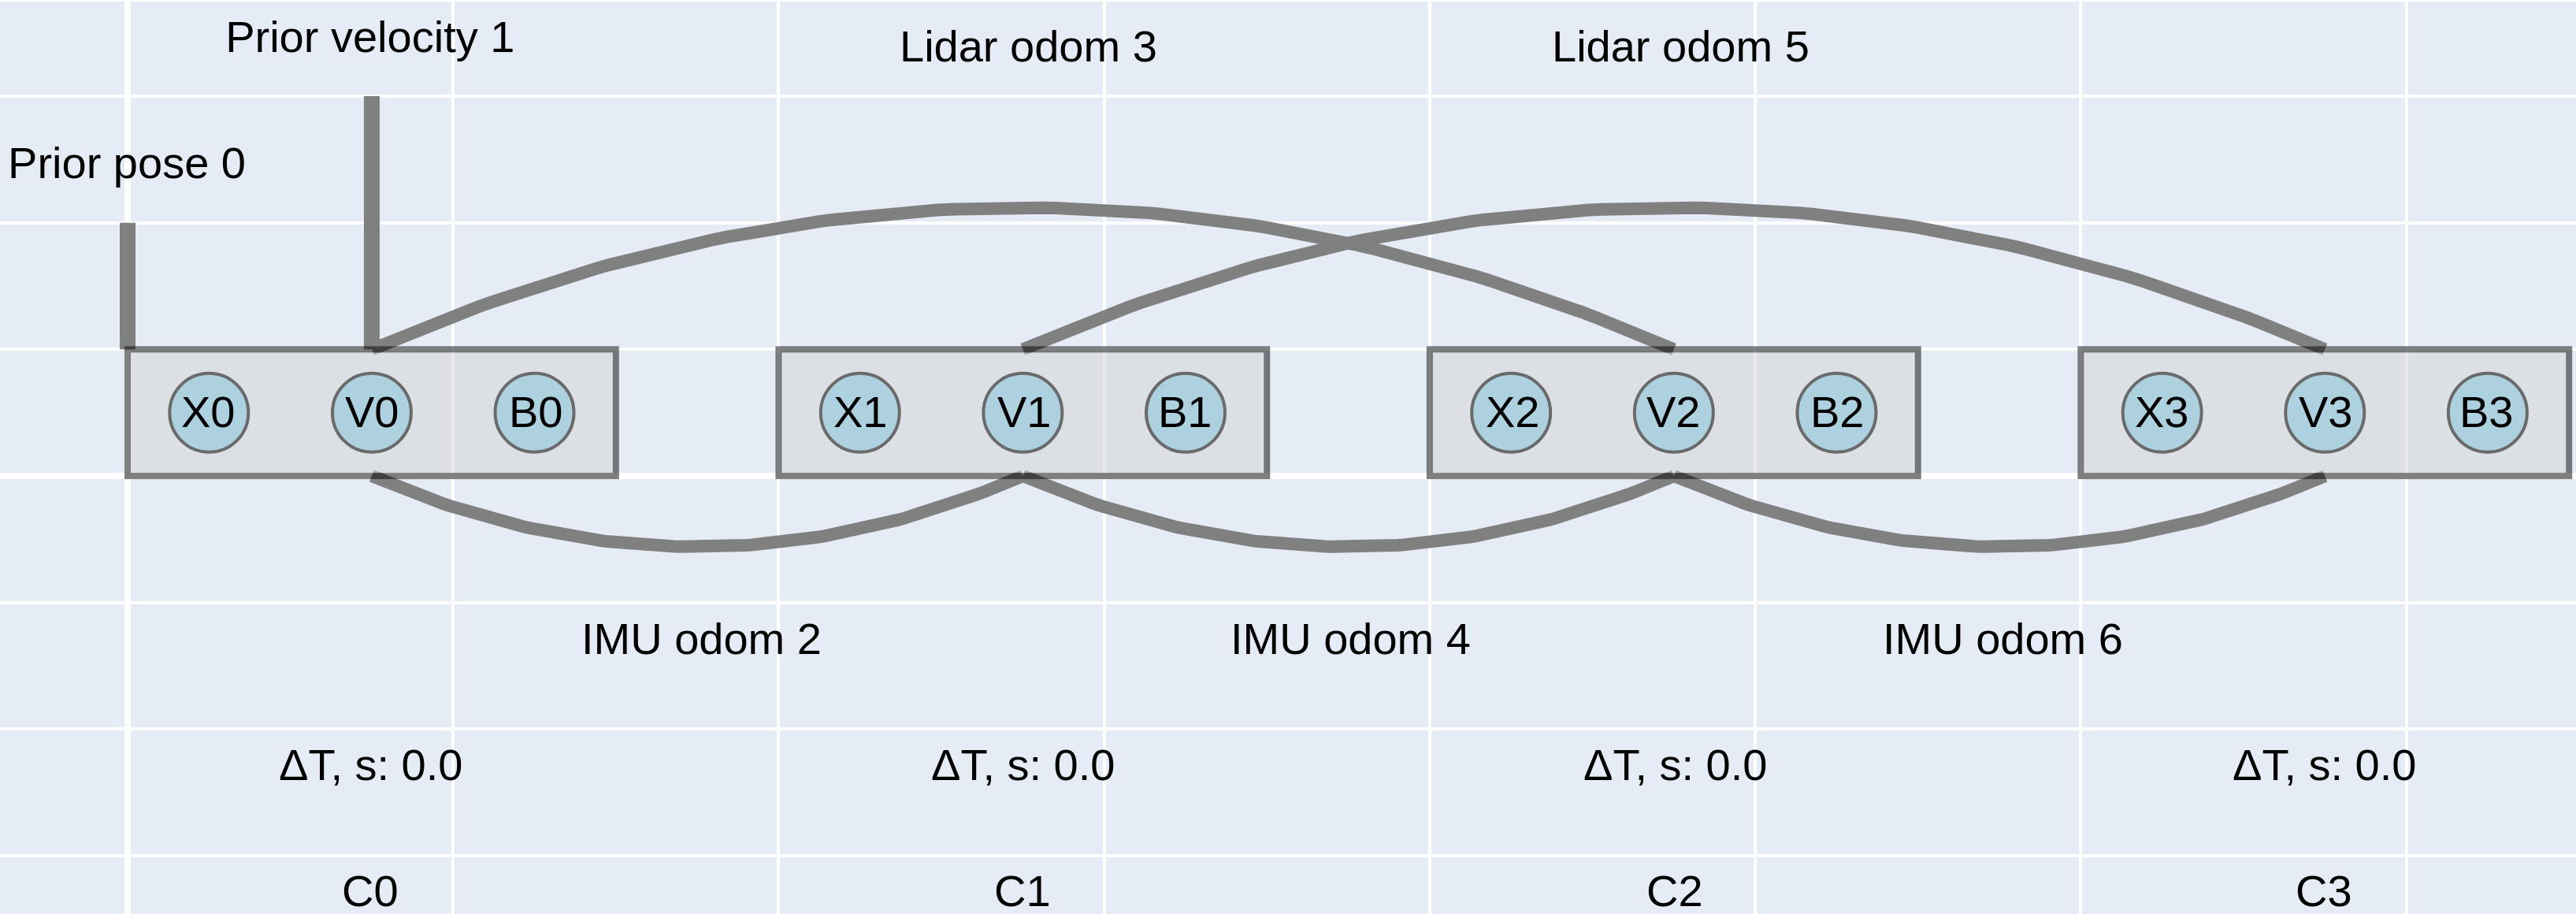 Prior velocity 1
Lidar odom 3
Lidar odom 5
Prior pose 0
X0 V0 B0 X1 V1 B1 X2 V2 B2 X3 V3 B3
IMU odom 2
IMU odom 4
IMU odom 6
ΔT, s: 0.0
ΔT, s: 0.0
ΔT, s: 0.0
ΔT, s: 0.0
C0
C1
C2
C3